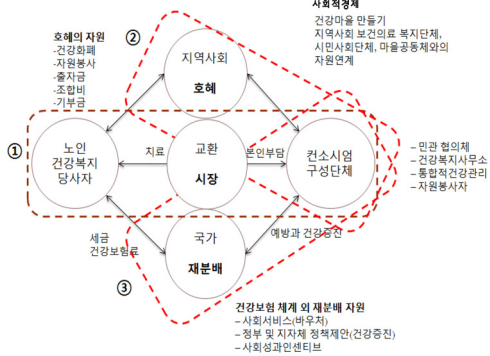 사회적경제
건강마을 만들기
지역사회 보건의료 복지단체,
시민사회단체, 마을공동체와의
자원연계
호혜의 자원
-건강화폐
-자원봉사
-출자금
-조합비
-기부금
②
지역사회
호혜
①
노인
건강복지
당사자
치료
교환
시장
본인부담
컨소시엄
구성단체
– 민관 협의체
– 건강복지사무소
– 통합적건강관리
– 자원봉사자
세금
건강보험료
국가
재분배
예방과 건강증진
③
건강보험 체계 외 재분배 자원
– 사회서비스(바우처)
– 정부 및 지자체 정책제안(건강증진)
– 사회성과인센티브